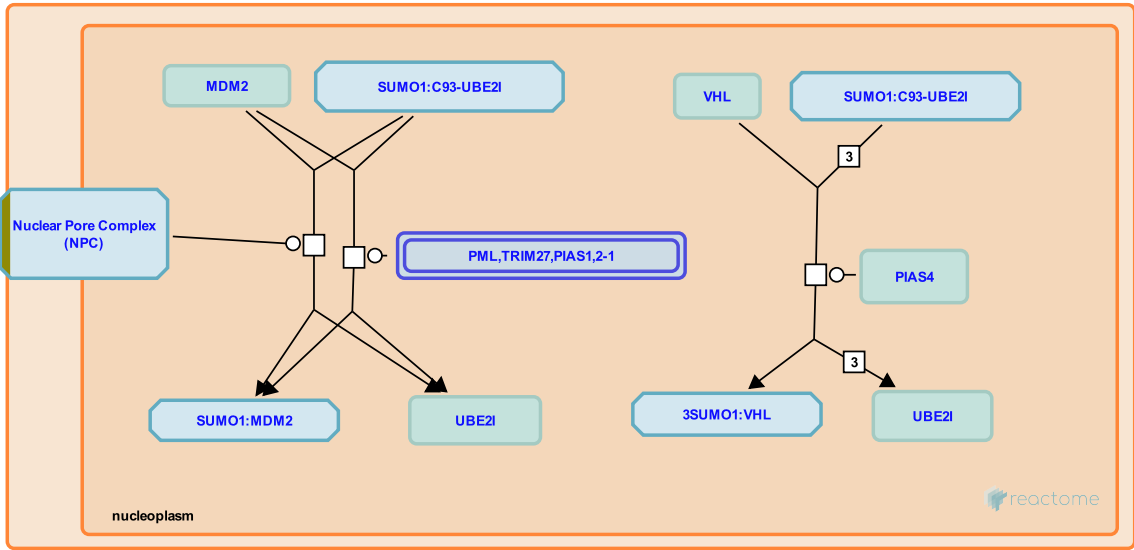 MDM2
SUMO1:C93-UBE2I
VHL
SUMO1:C93-UBE2I
3
Nuclear Pore Complex
(NPC)
PML,TRIM27,PIAS1,2-1
PIAS4
3
SUMO1:MDM2
UBE2I
3SUMO1:VHL
UBE2I
reactome
nucleoplasm